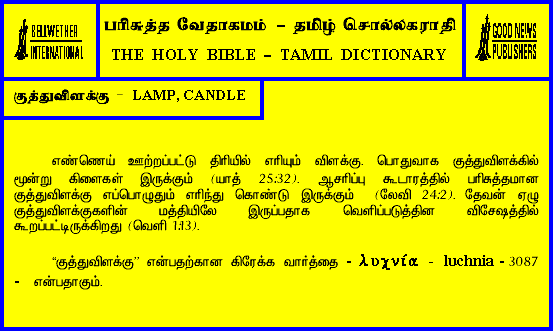 BELLWETHER
INTERNATIONAL
பரிசுத்த வேதாகமம் – தமிழ் சொல்லகராதி
THE HOLY BIBLE – TAMIL DICTIONARY
GOOD NEWS
PUBLISHERS
குத்துவிளக்கு – LAMP, CANDLE
எண்ணெய் ஊற்றப்பட்டு திரியில் எரியும் விளக்கு. பொதுவாக குத்துவிளக்கில்
மூன்று கிளைகள் இருக்கும் (யாத் 25:32). ஆசரிப்பு கூடாரத்தில் பரிசுத்தமான
குத்துவிளக்கு எப்பொழுதும் எரிந்து கொண்டு இருக்கும் (லேவி 24:2). தேவன் ஏழு
குத்துவிளக்குகளின் மத்தியிலே இருப்பதாக வெளிப்படுத்தின விசேஷத்தில்
கூறப்பட்டிருக்கிறது (வெளி 1:13).
“குத்துவிளக்கு” என்பதற்கான கிரேக்க வார்த்தை - λυχνία - luchnia - 3087
- என்பதாகும்.